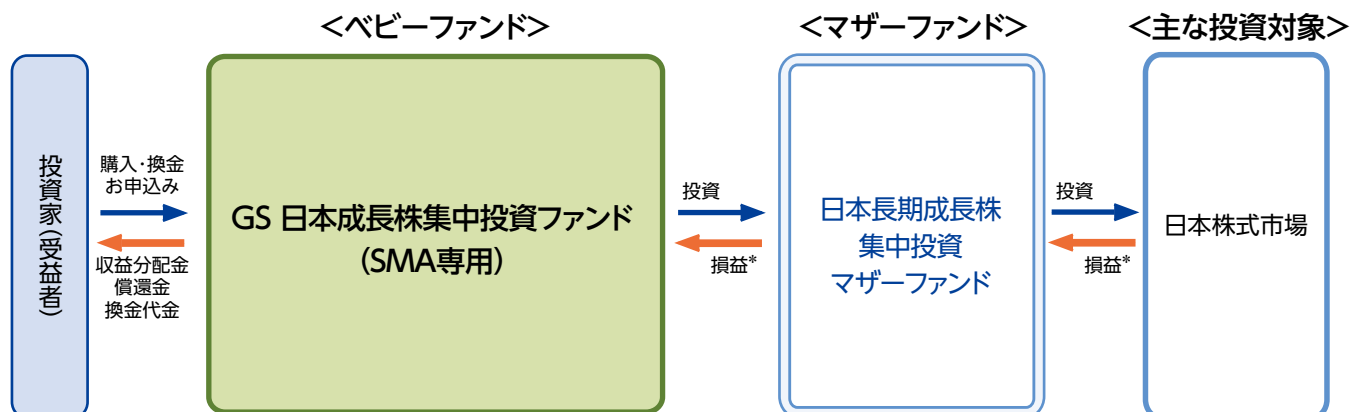 <ベビーファンド>
<マザーファンド>
<主な投資対象>
投資家(受益者)
購入・換金
お申込み
収益分配金
償還金
換金代金
GS 日本成長株集中投資ファンド
(SMA専用)
投資
損益*
日本長期成長株
集中投資
マザーファンド
投資
損益*
日本株式市場